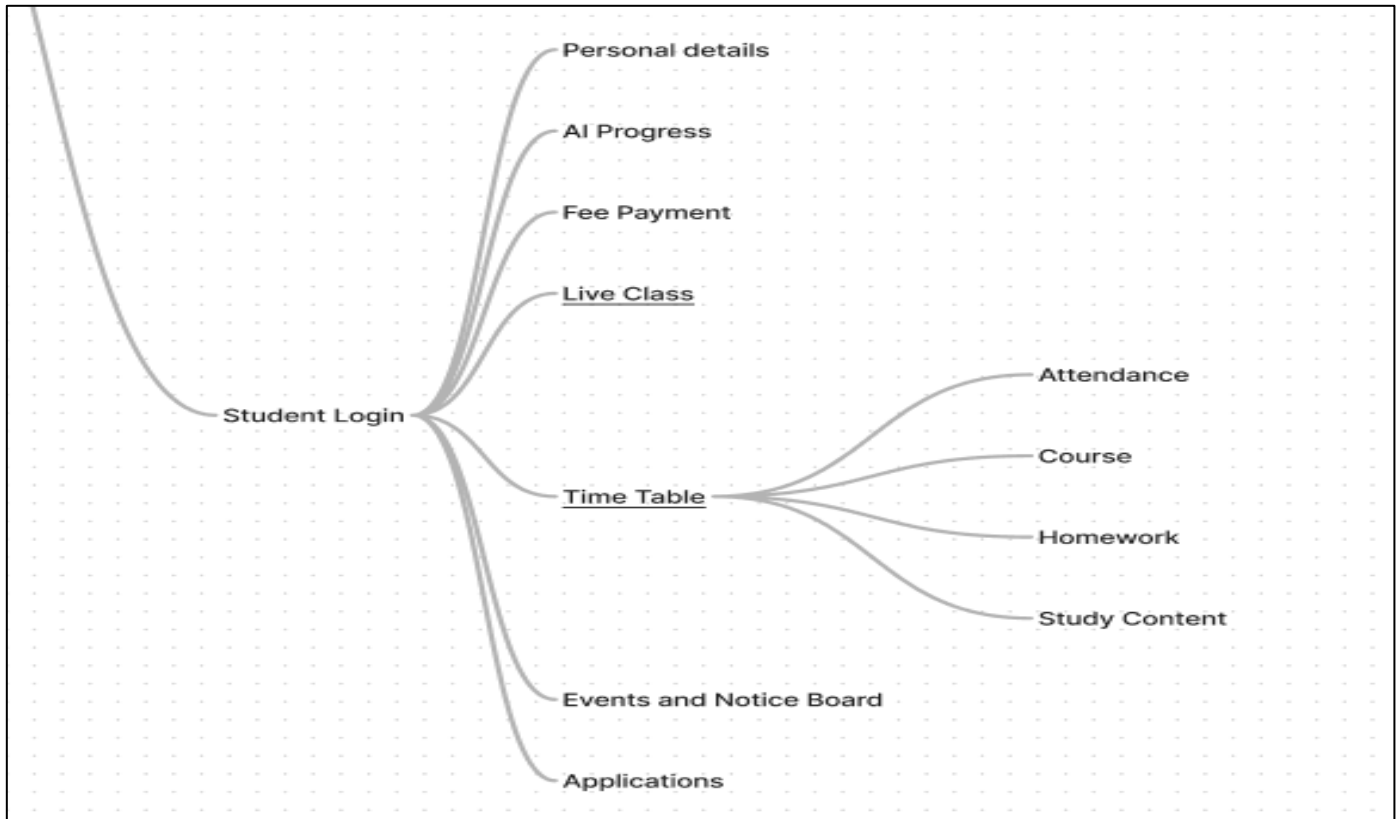 Personal details
AI Progress
Fee Payment
Live Class
Student Login
Time Table
Attendance
Course
Homework
Study Content
Events and Notice Board
Applications